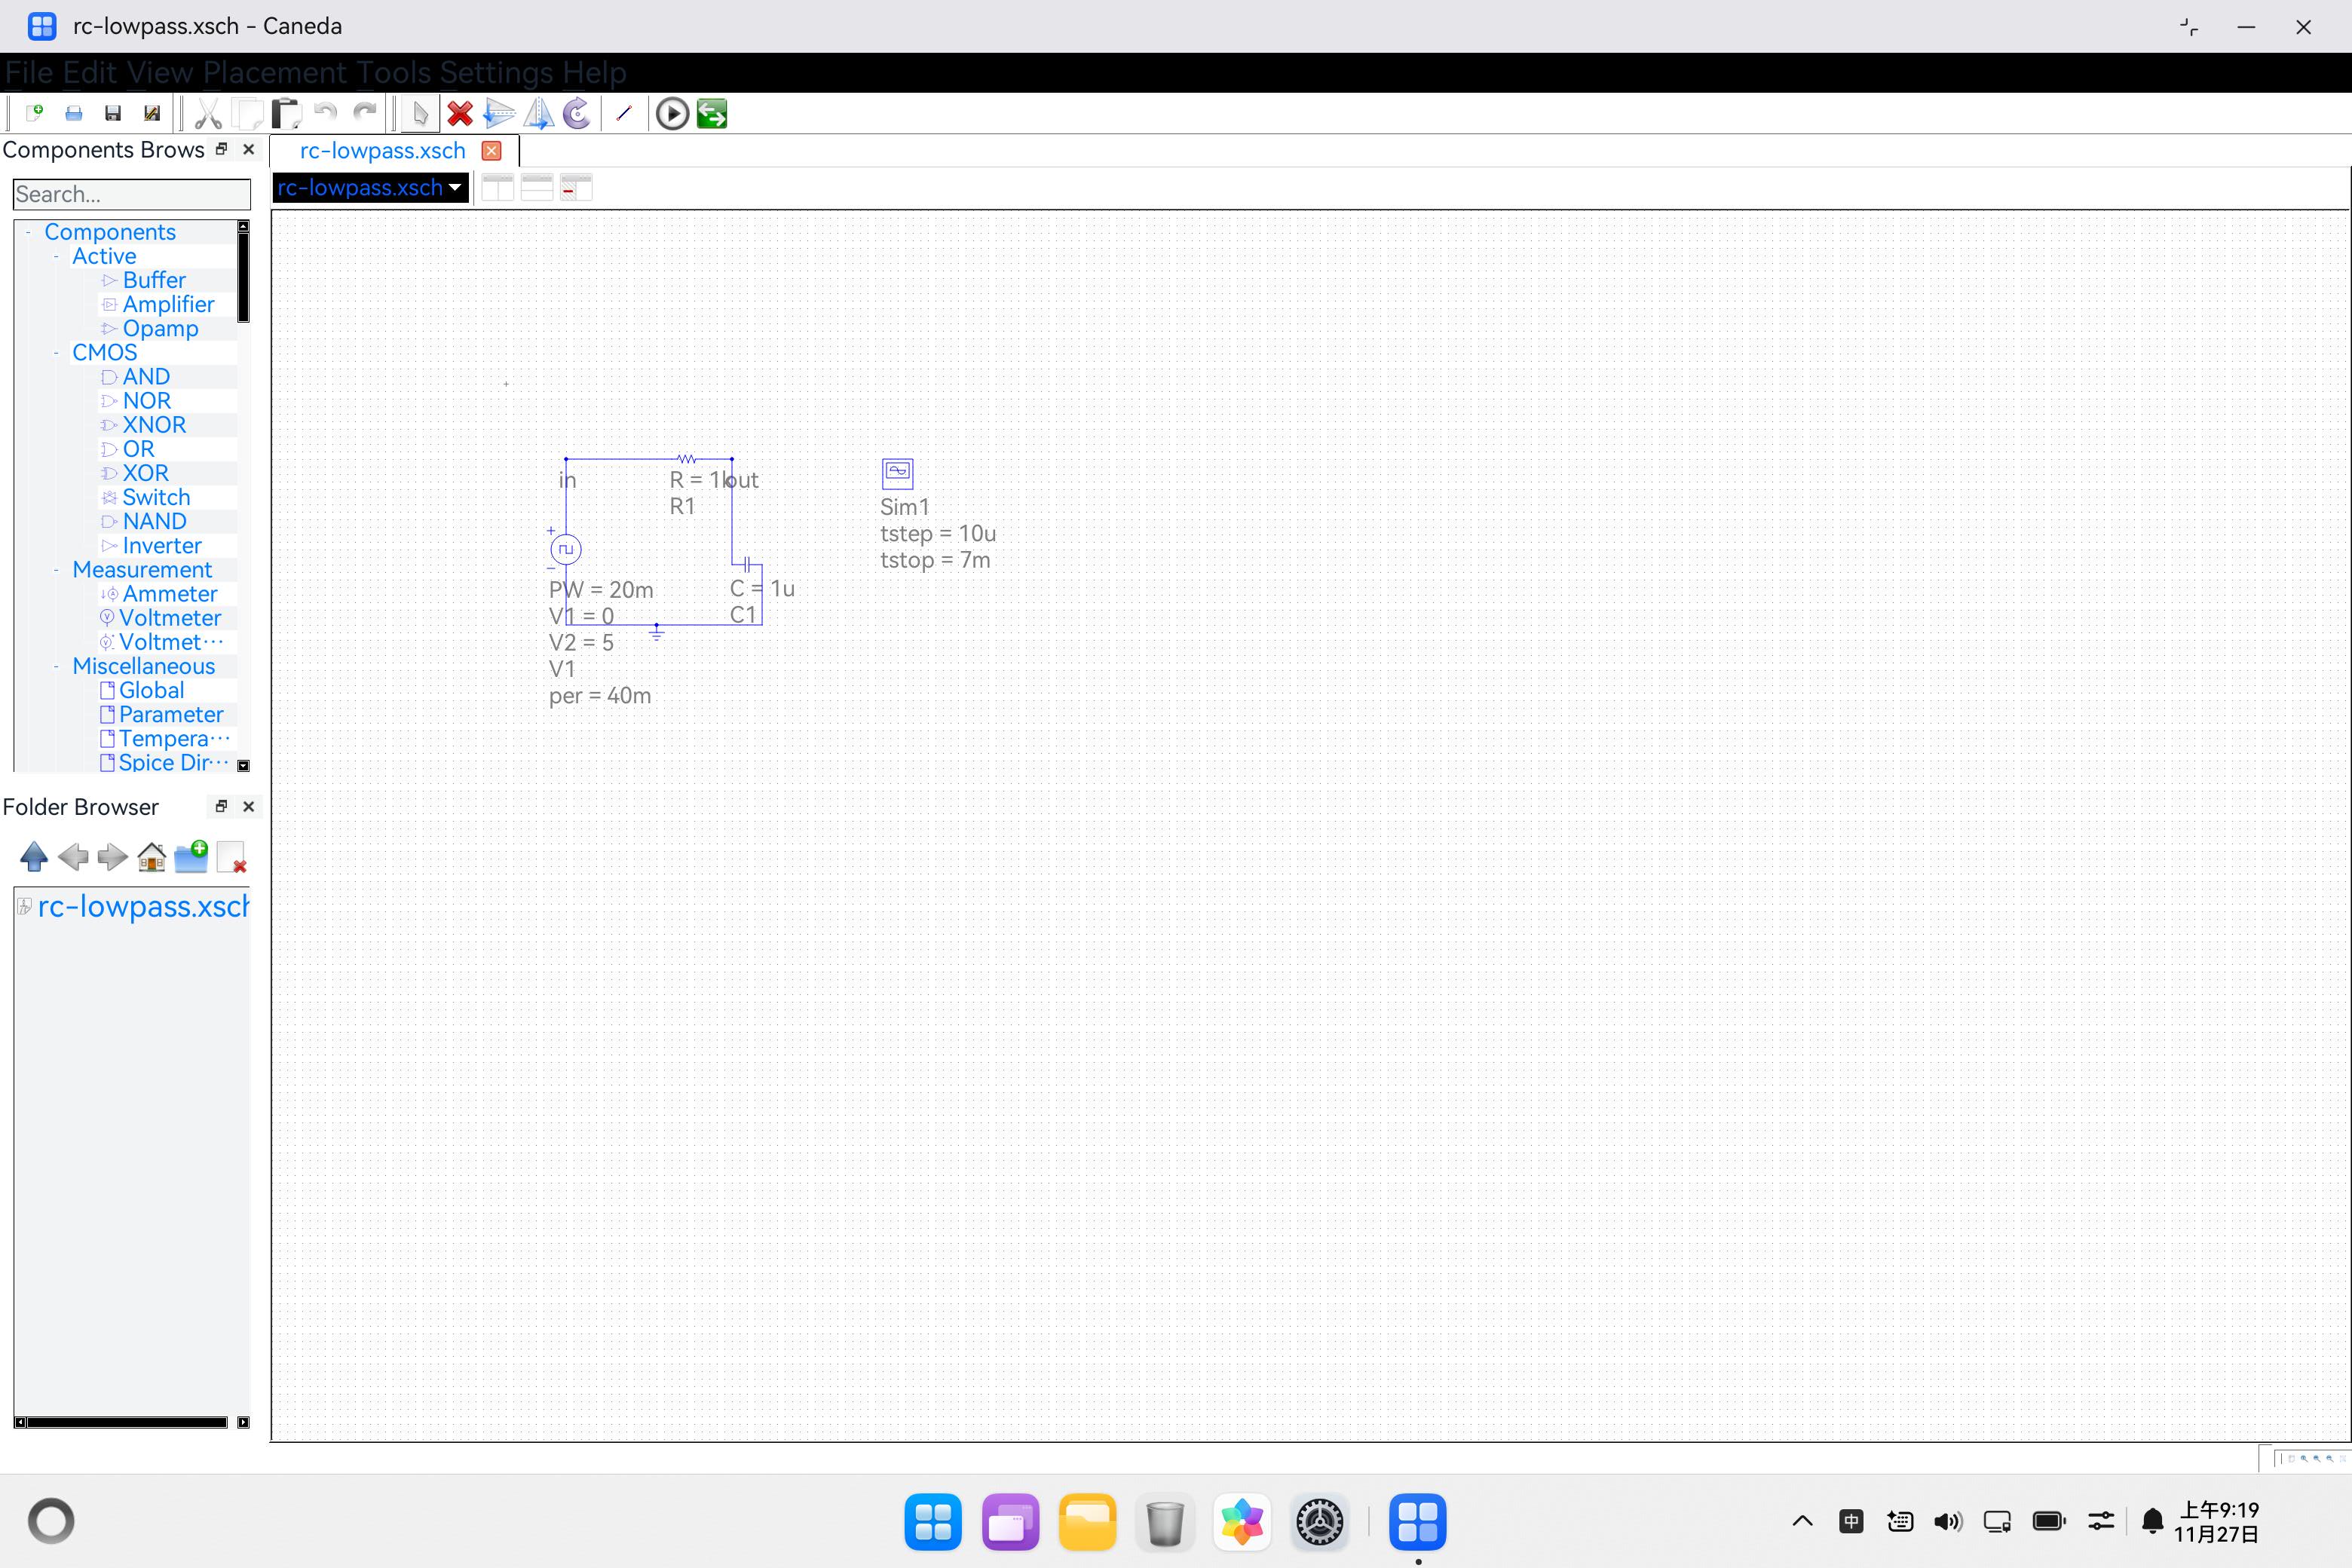 rc-lowpass.xsch - Caneda
File Edit View Placement Tools Settings Help
Components Brows
rc-lowpass.xsch
Search...
rc-lowpass.xsch
Components
Active
Buffer
Amplifier
Opamp
CMOS
AND
NOR
XNOR
OR
XOR
Switch
NAND
Inverter
Measurement
Ammeter
Voltmeter
Voltmet···
Miscellaneous
Global
Parameter
Tempera···
Spice Dir···
in
R = 1k
out
R1
+
−
PW = 20m
V1 = 0
V2 = 5
V1
per = 40m
C = 1u
C1
Sim1
tstep = 10u
tstop = 7m
Folder Browser
rc-lowpass.xsch
中
上午9:19
11月27日